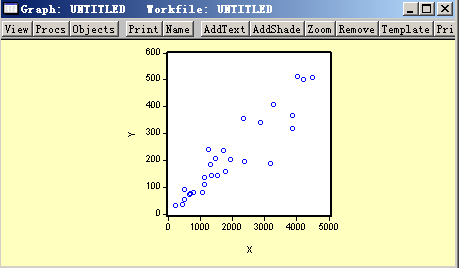 Graph: UNTITLED   Workfile: UNTITLED
View Procs Objects Print Name AddText AddShade Zoom Remove Template Pri
600
500
400
300
200
100
0
Y
0 1000 2000 3000 4000 5000
X